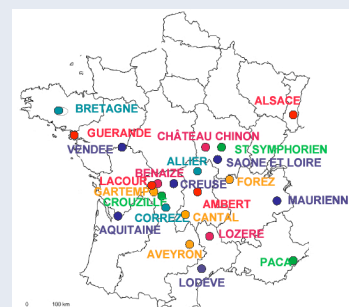 ALSACE
BRETAGNE
GUERANDE
CHÂTEAU CHINON
VENDEE
ST SYMPHORIEN
ALLIER
SAONE ET LOIRE
BENAIZE
LACOUR
CREUSE
FOREZ
GARTEMPE
CROUZILLE
AMBERT
MAURIENN
CORREZ
CANTAL
AQUITAINE
LOZERE
AVEYRON
PACA
LODÈVE
0 100 km